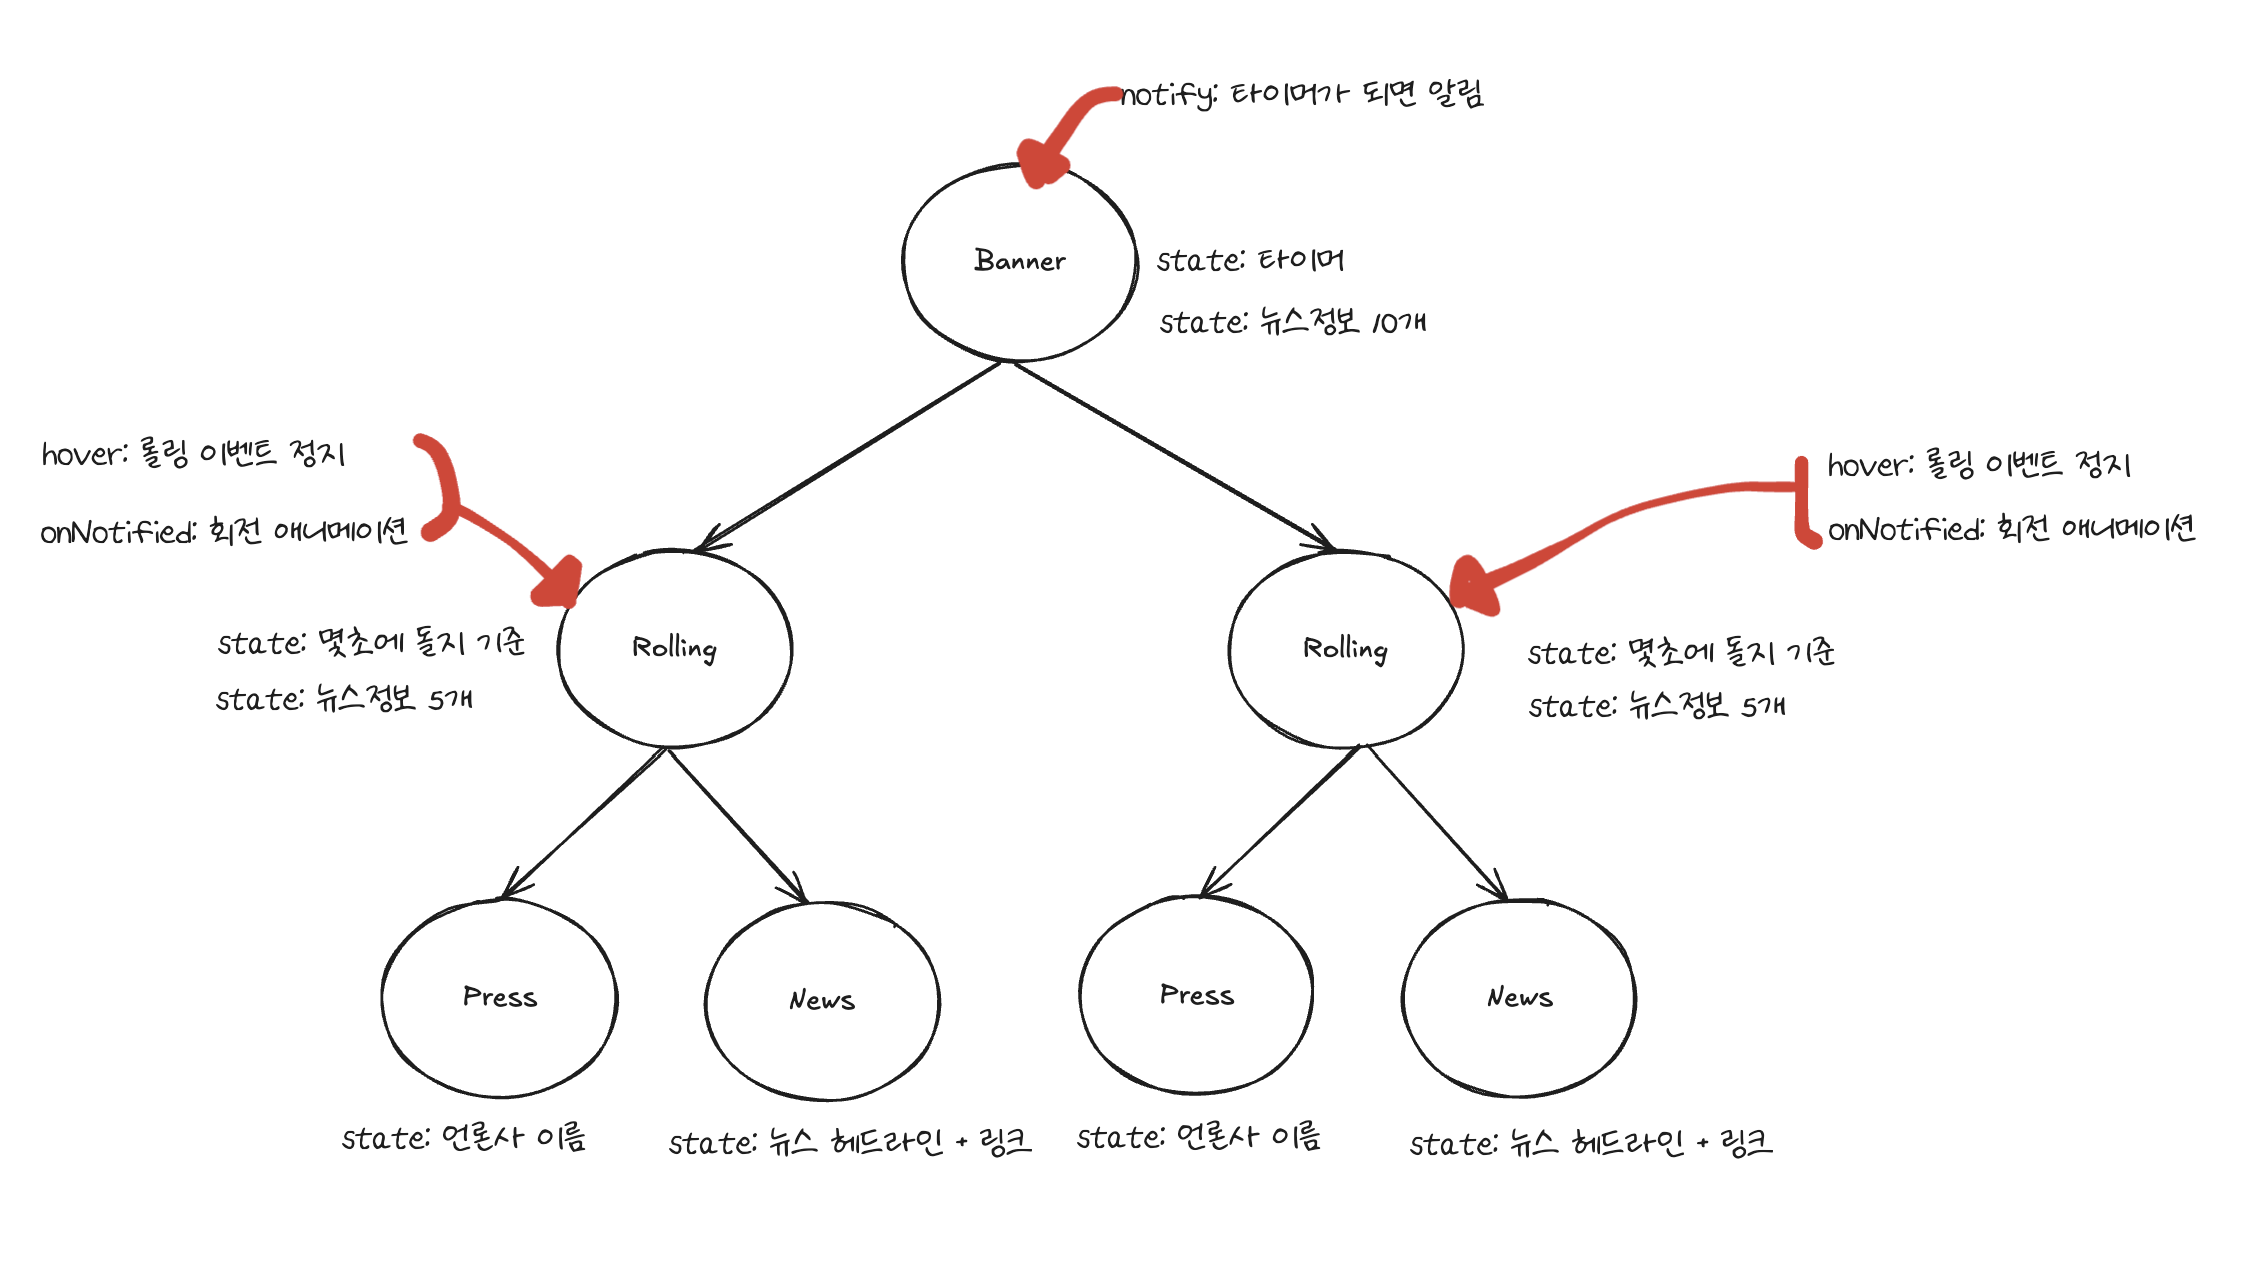 notify: 타이머가 되면 알림
Banner
state: 타이머
state: 뉴스정보 10개
hover: 롤링 이벤트 정지
onNotified: 회전 애니메이션
hover: 롤링 이벤트 정지
onNotified: 회전 애니메이션
state: 몇초에 돌지 기준
state: 뉴스정보 5개
Rolling
Rolling
state: 몇초에 돌지 기준
state: 뉴스정보 5개
Press
News
Press
News
state: 언론사 이름
state: 뉴스 헤드라인 + 링크
state: 언론사 이름
state: 뉴스 헤드라인 + 링크